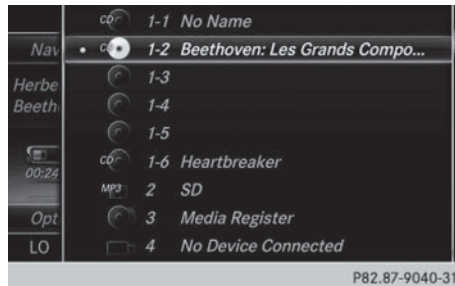 CD 1-1 No Name
Nav • CD 1-2 Beethoven: Les Grands Compo...
Herbe 1-3
Beeth 1-4
1-5
CD 1-6 Heartbreaker
00:24
MP3 2 SD
Opt 3 Media Register
LO 4 No Device Connected
P82.87-9040-31